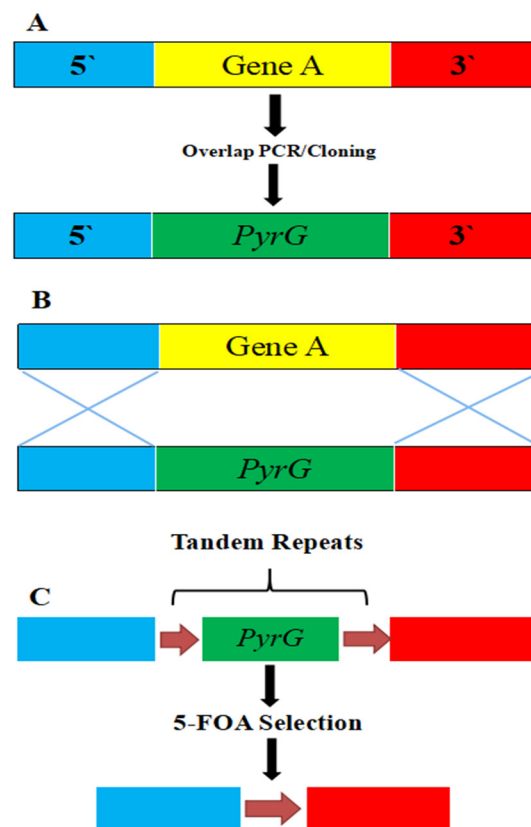 A
5` Gene A 3`
Overlap PCR/Cloning
5` PyrG 3`
B
Gene A
PyrG
Tandem Repeats
C
PyrG
5-FOA Selection